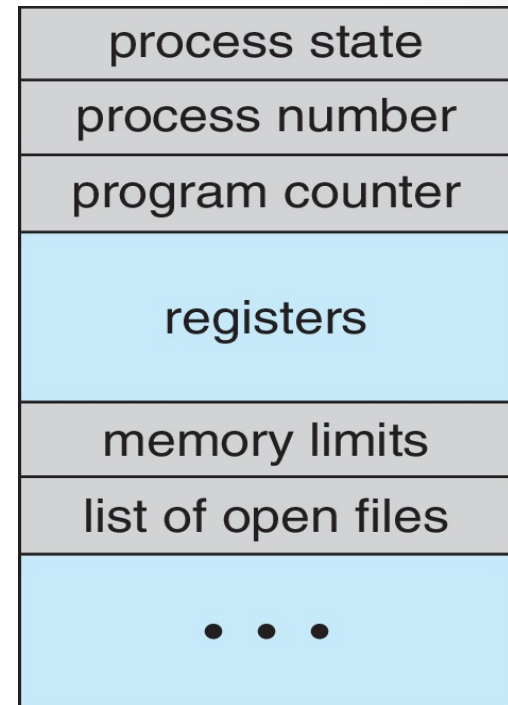 process state
process number
program counter
registers
memory limits
list of open files
• • •